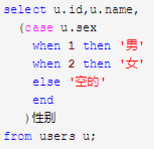 select u.id,u.name,
(case u.sex
when 1 then '男'
when 2 then '女'
else '空的'
end
)性别
from users u;